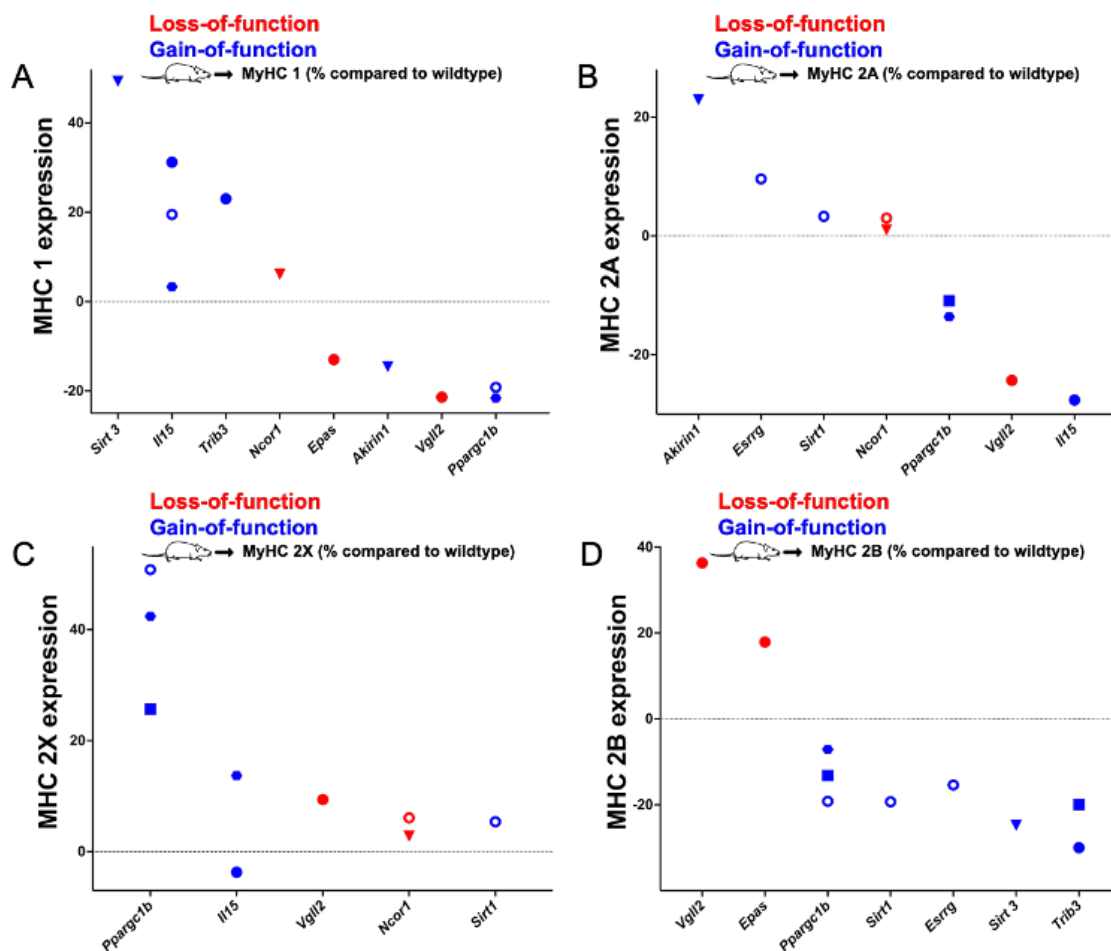 Loss-of-function
Gain-of-function
A
MyHC 1 (% compared to wildtype)
MHC 1 expression
40
20
0
-20
Sirt 3
Il15
Trib3
Ncor1
Epas
Akirin1
Vgll2
Ppargc1b
Loss-of-function
Gain-of-function
B
MyHC 2A (% compared to wildtype)
MHC 2A expression
20
0
-20
Akirin1
Esrrg
Sirt1
Ncor1
Ppargc1b
Vgll2
Il15
Loss-of-function
Gain-of-function
C
MyHC 2X (% compared to wildtype)
MHC 2X expression
40
20
0
Ppargc1b
Il15
Vgll2
Ncor1
Sirt1
Loss-of-function
Gain-of-function
D
MyHC 2B (% compared to wildtype)
MHC 2B expression
40
20
0
-20
Vgll2
Epas
Ppargc1b
Sirt1
Esrrg
Sirt 3
Trib3